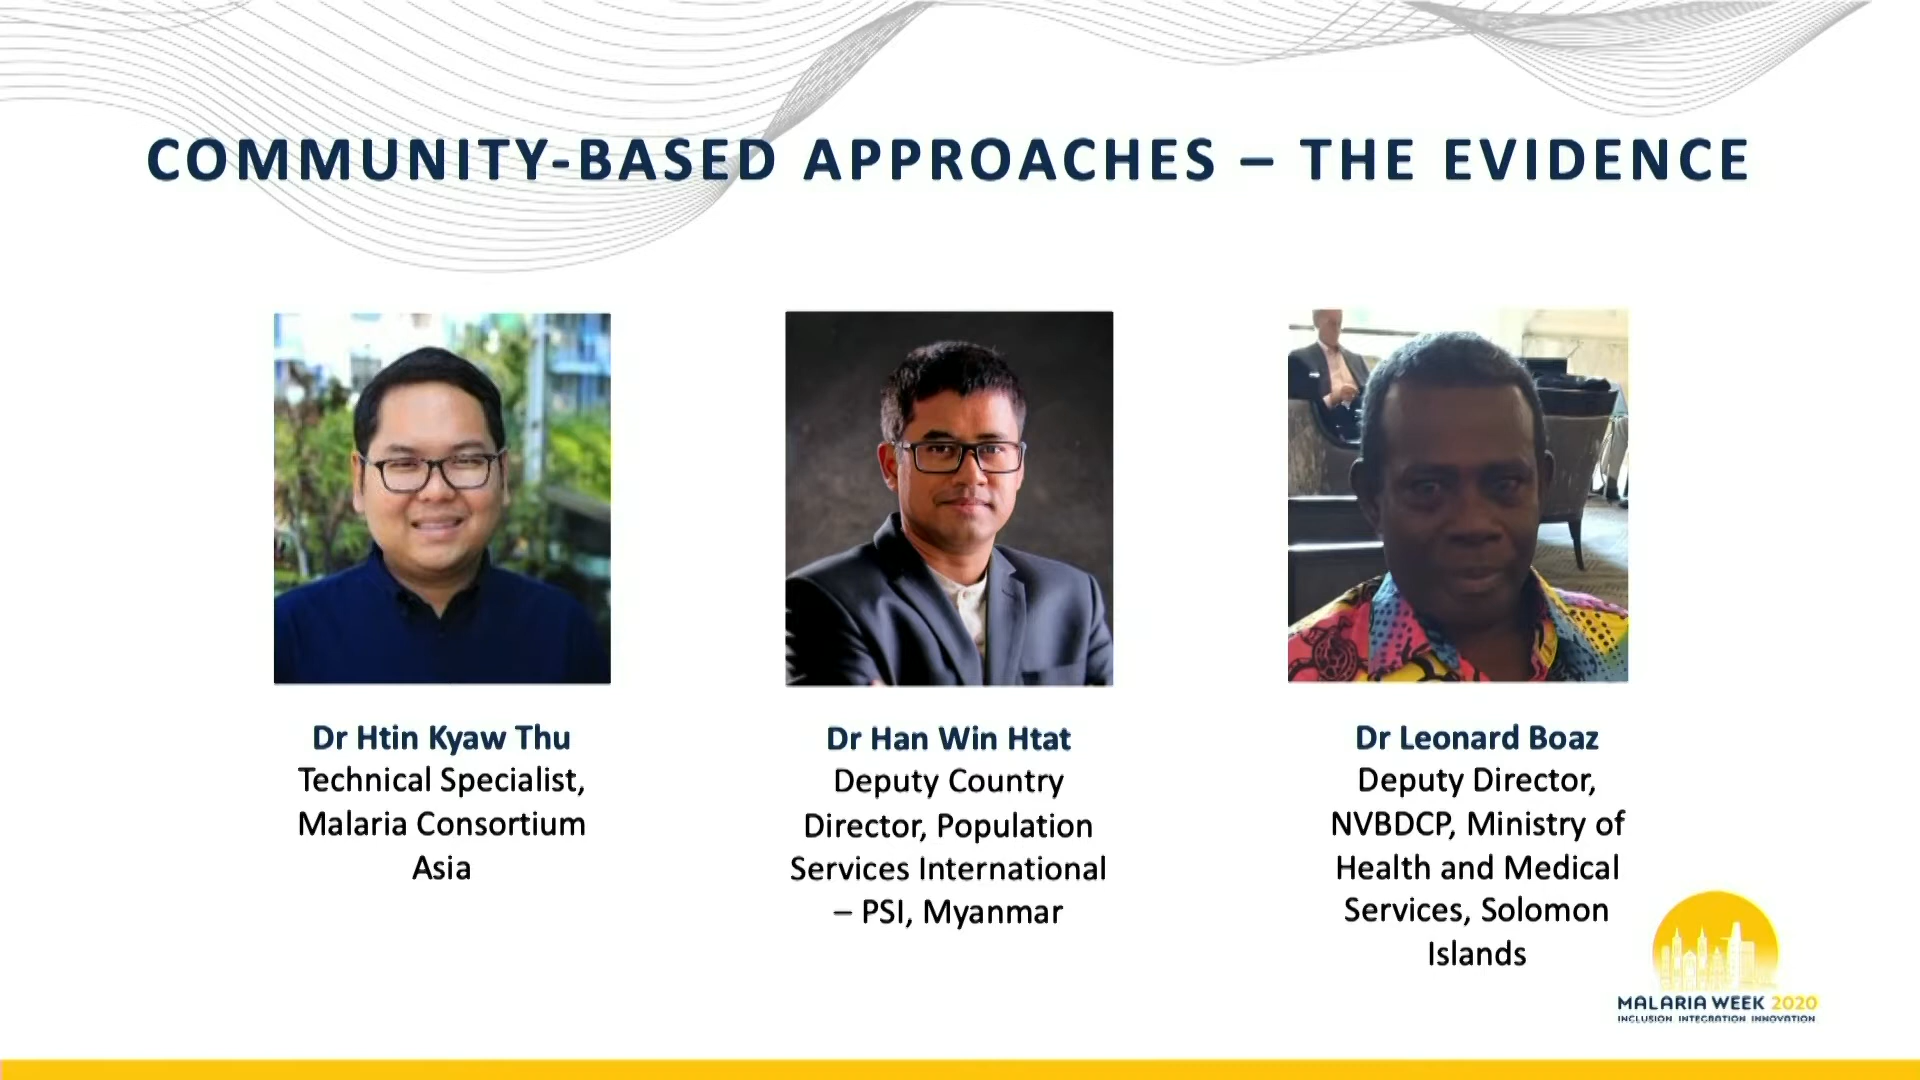 COMMUNITY-BASED APPROACHES – THE EVIDENCE
Dr Htin Kyaw Thu
Technical Specialist,
Malaria Consortium
Asia
Dr Han Win Htat
Deputy Country
Director, Population
Services International
– PSI, Myanmar
Dr Leonard Boaz
Deputy Director,
NVBDCP, Ministry of
Health and Medical
Services, Solomon
Islands
MALARIA WEEK 2020
INCLUSION INTEGRATION INNOVATION